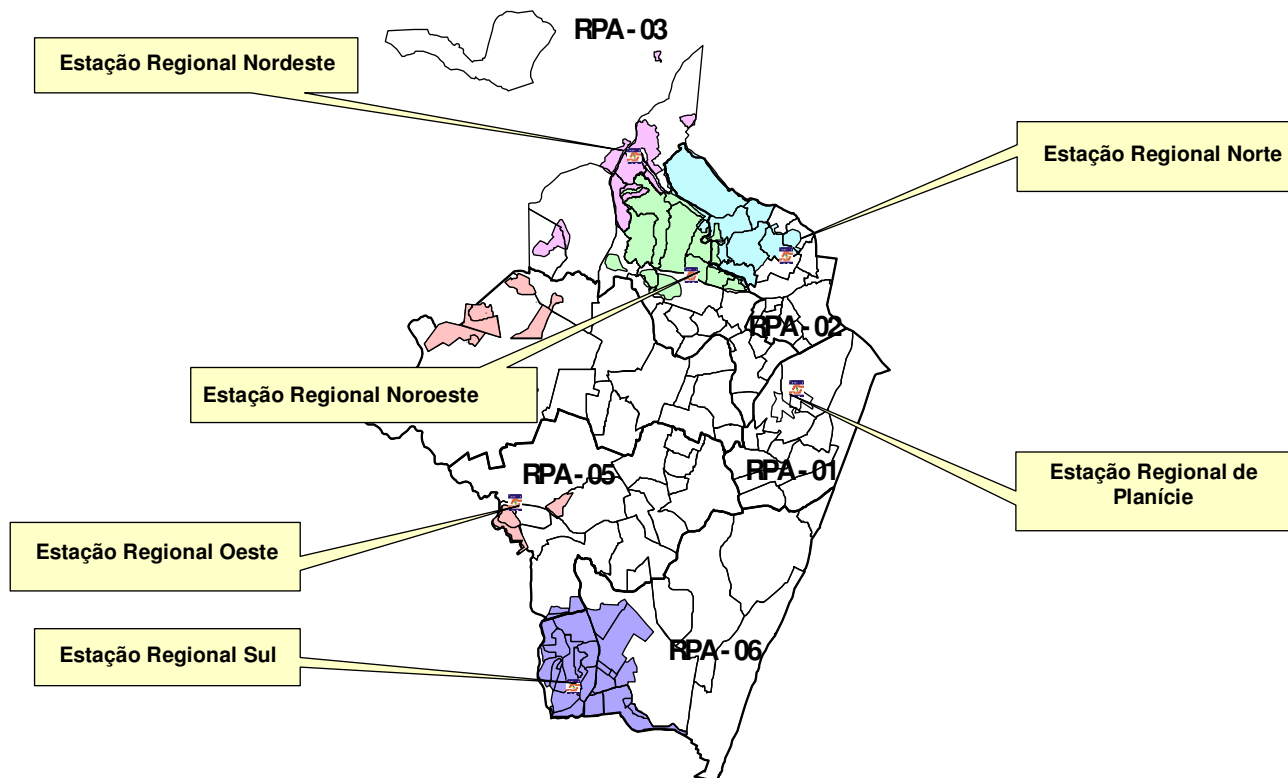 RPA - 03
Estação Regional Nordeste
Estação Regional Norte
RPA - 02
Estação Regional Noroeste
RPA - 05
RPA - 01
Estação Regional de
Planície
Estação Regional Oeste
Estação Regional Sul
RPA - 06